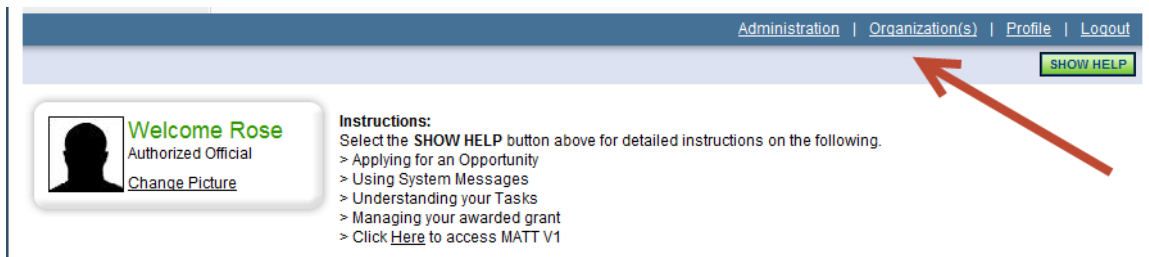 Administration | Organization(s) | Profile | Logout
SHOW HELP
Welcome Rose
Authorized Official
Change Picture
Instructions:
Select the SHOW HELP button above for detailed instructions on the following.
> Applying for an Opportunity
> Using System Messages
> Understanding your Tasks
> Managing your awarded grant
> Click Here to access MATT V1